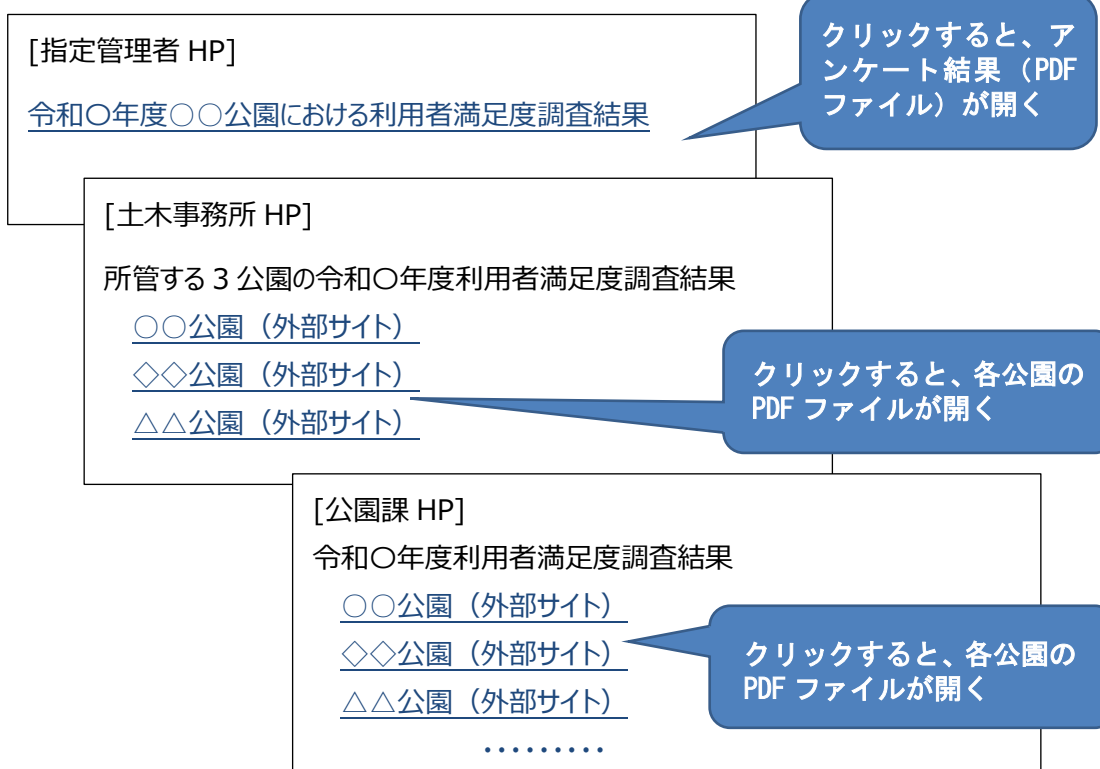 [指定管理者 HP]
令和〇年度○○公園における利用者満足度調査結果
クリックすると、ア
ンケート結果（PDF
ファイル）が開く
[土木事務所 HP]
所管する3公園の令和〇年度利用者満足度調査結果
○○公園（外部サイト）
◇◇公園（外部サイト）
△△公園（外部サイト）
クリックすると、各公園の
PDF ファイルが開く
[公園課 HP]
令和〇年度利用者満足度調査結果
○○公園（外部サイト）
◇◇公園（外部サイト）
△△公園（外部サイト）
・・・・・・・・・
クリックすると、各公園の
PDF ファイルが開く